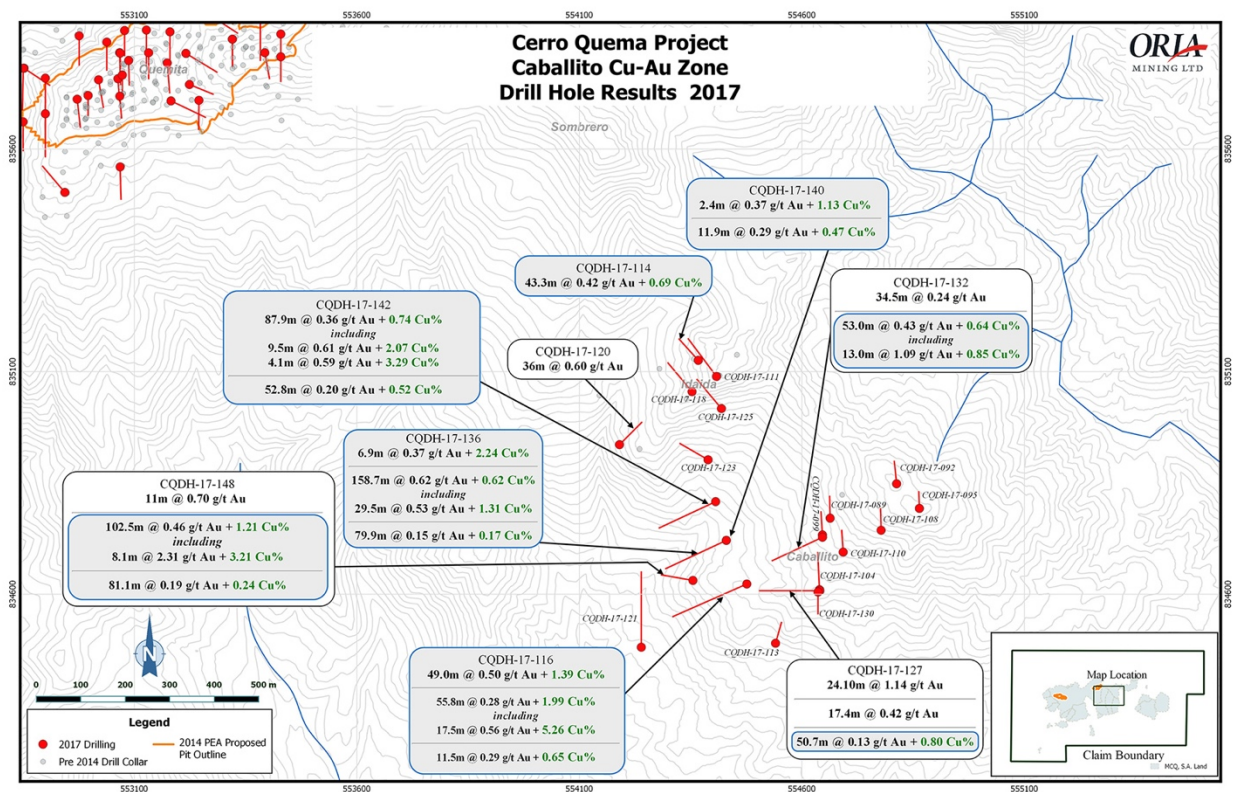 553100
553600
554100
554600
555100
Cerro Quema Project
Caballito Cu-Au Zone
Drill Hole Results 2017
ORLA
MINING LTD
Quemita
Sombrero
835600
835600
CQDH-17-140
2.4m @ 0.37 g/t Au + 1.13 Cu%
11.9m @ 0.29 g/t Au + 0.47 Cu%
CQDH-17-114
43.3m @ 0.42 g/t Au + 0.69 Cu%
CQDH-17-132
34.5m @ 0.24 g/t Au
53.0m @ 0.43 g/t Au + 0.64 Cu%
including
13.0m @ 1.09 g/t Au + 0.85 Cu%
CQDH-17-142
87.9m @ 0.36 g/t Au + 0.74 Cu%
including
9.5m @ 0.61 g/t Au + 2.07 Cu%
4.1m @ 0.59 g/t Au + 3.29 Cu%
52.8m @ 0.20 g/t Au + 0.52 Cu%
CQDH-17-120
36m @ 0.60 g/t Au
835100
835100
CQDH-17-111
Idaida
CQDH-17-118
CQDH-17-125
CQDH-17-136
6.9m @ 0.37 g/t Au + 2.24 Cu%
158.7m @ 0.62 g/t Au + 0.62 Cu%
including
29.5m @ 0.53 g/t Au + 1.31 Cu%
79.9m @ 0.15 g/t Au + 0.17 Cu%
CQDH-17-123
CQDH-17-092
CQDH-17-095
CQDH-17-089
CQDH-17-099
CQDH-17-108
CQDH-17-148
11m @ 0.70 g/t Au
102.5m @ 0.46 g/t Au + 1.21 Cu%
including
8.1m @ 2.31 g/t Au + 3.21 Cu%
81.1m @ 0.19 g/t Au + 0.24 Cu%
Caballito
CQDH-17-110
CQDH-17-104
834600
834600
CQDH-17-130
CQDH-17-121
CQDH-17-113
CQDH-17-116
49.0m @ 0.50 g/t Au + 1.39 Cu%
55.8m @ 0.28 g/t Au + 1.99 Cu%
including
17.5m @ 0.56 g/t Au + 5.26 Cu%
11.5m @ 0.29 g/t Au + 0.65 Cu%
CQDH-17-127
24.10m @ 1.14 g/t Au
17.4m @ 0.42 g/t Au
50.7m @ 0.13 g/t Au + 0.80 Cu%
N
0 100 200 300 400 500 m
Legend
2017 Drilling
2014 PEA Proposed
Pit Outline
Pre 2014 Drill Collar
Map Location
Claim Boundary
MCQ, S.A. Land
553100
553600
554100
554600
555100